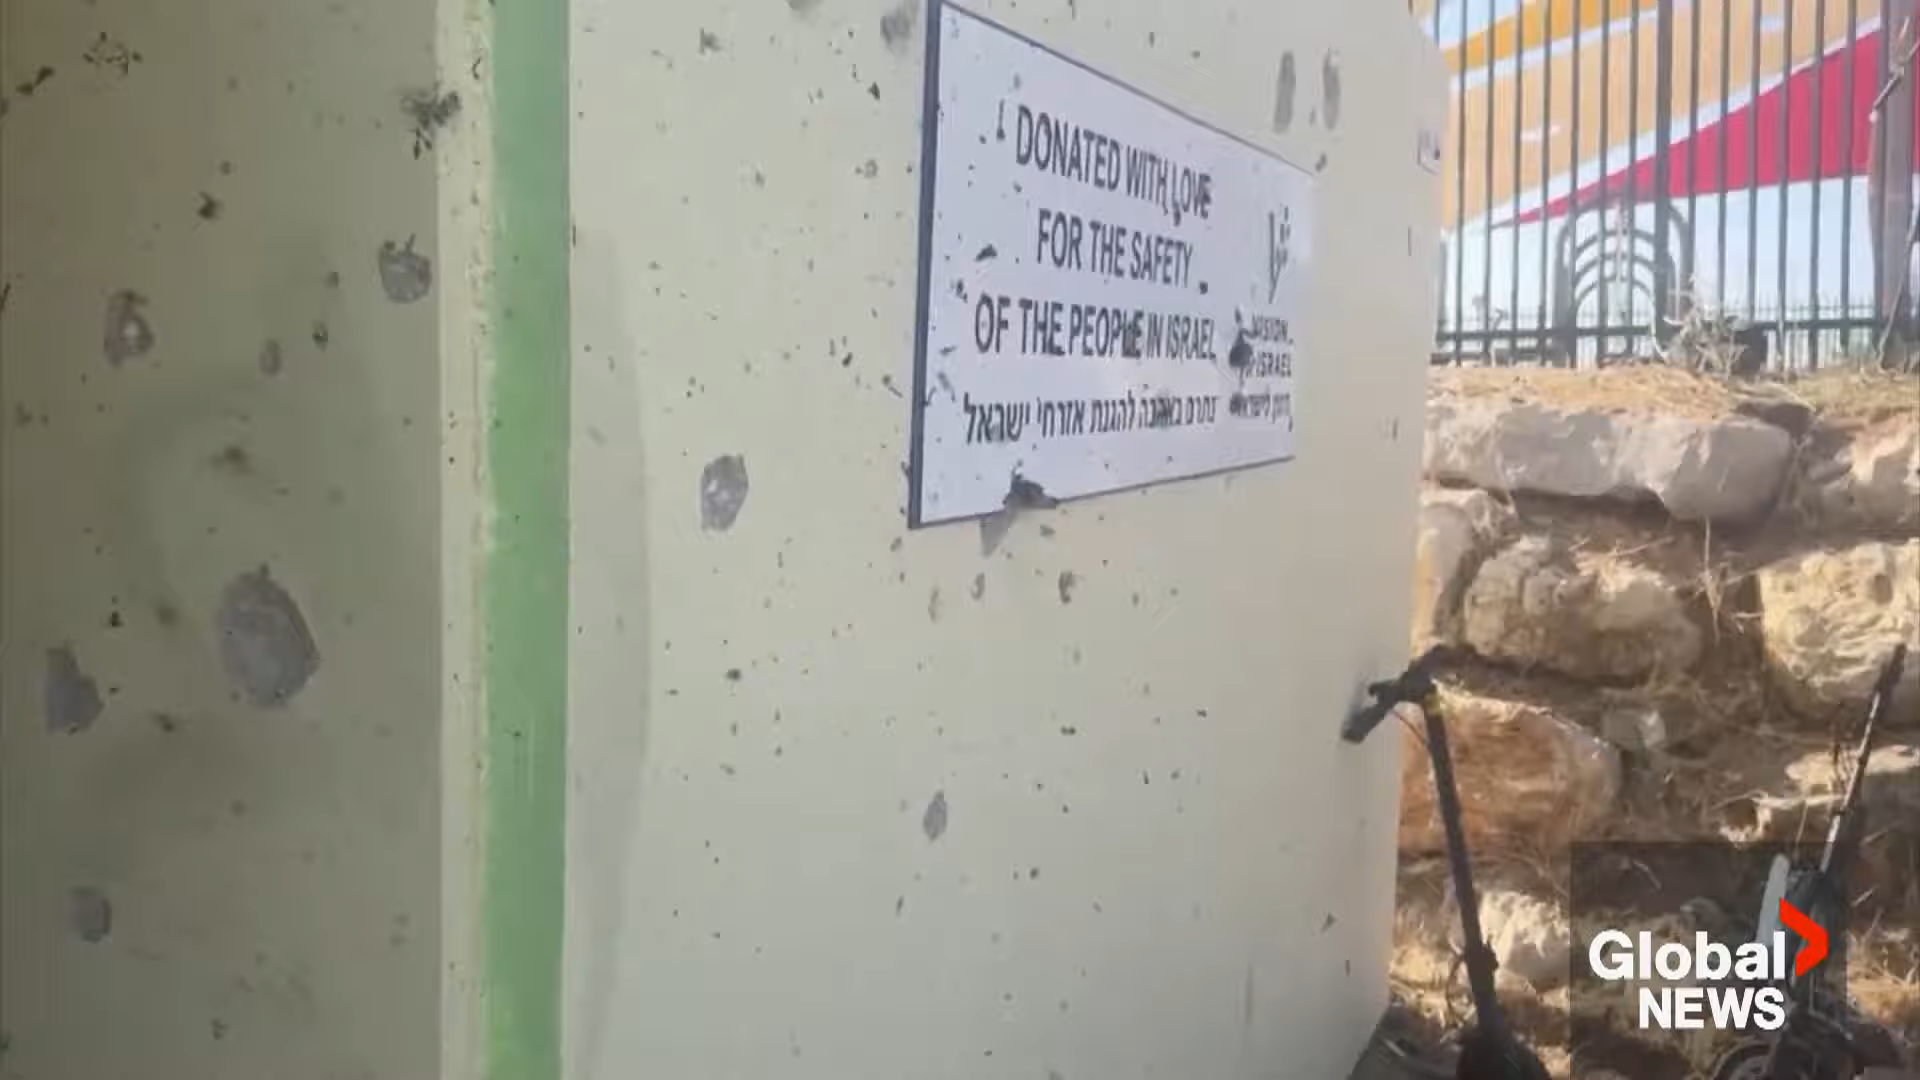 DONATED WITH LOVE
FOR THE SAFETY
OF THE PEOPLE IN ISRAEL
נתרם באהבה להגנת אזרחי ישראל
ISRAEL
Global
NEWS